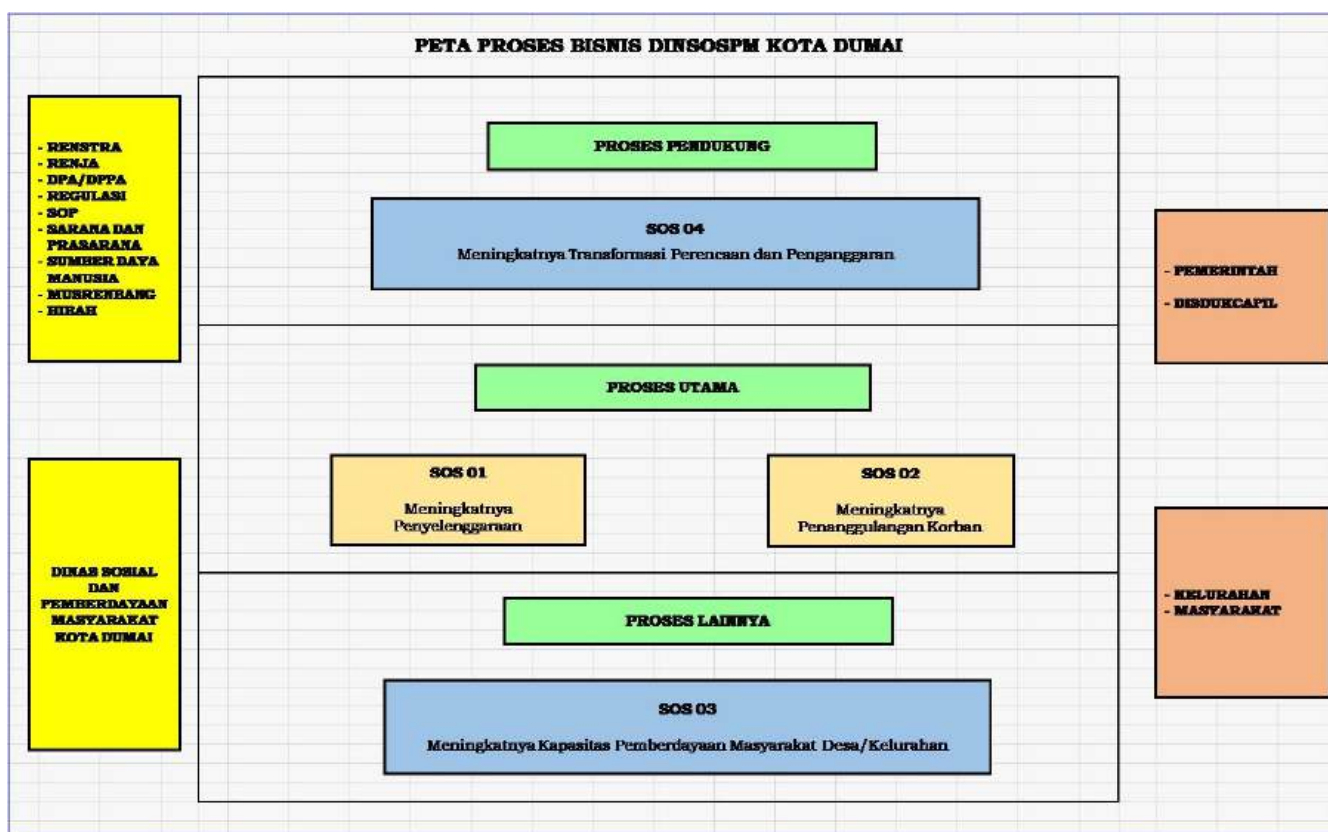 PETA PROSES BISNIS DINSOSPM KOTA DUMAI
- RENSTRA
- RENJA
- DPA/DPPA
- REGULASI
- SOP
- SARANA DAN
PRASARANA
- SUMBER DAYA
MANUSIA
- MUSRENBANG
- HIBAH
DINAS SOSIAL
DAN
PEMBERDAYAAN
MASYARAKAT
KOTA DUMAI
PROSES PENDUKUNG
SOS 04
Meningkatnya Transformasi Perencaan dan Penganggaran
PROSES UTAMA
SOS 01
Meningkatnya
Penyelenggaraan
SOS 02
Meningkatnya
Penanggulangan Korban
PROSES LAINNYA
SOS 03
Meningkatnya Kapasitas Pemberdayaan Masyarakat Desa/Kelurahan
- PEMERINTAH
- DISDUKCAPIL
- KELURAHAN
- MASYARAKAT